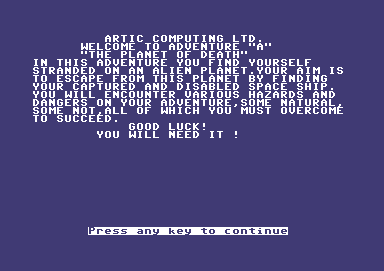 ARTIC COMPUTING LTD.
WELCOME TO ADVENTURE "A"
"THE PLANET OF DEATH"
IN THIS ADVENTURE YOU FIND YOURSELF
STRANDED ON AN ALIEN PLANET.YOUR AIM IS
TO ESCAPE FROM THIS PLANET BY FINDING
YOUR CAPTURED AND DISABLED SPACE SHIP.
YOU WILL ENCOUNTER VARIOUS HAZARDS AND
DANGERS ON YOUR ADVENTURE,SOME NATURAL,
SOME NOT,ALL OF WHICH YOU MUST OVERCOME
TO SUCCEED.
GOOD LUCK!
YOU WILL NEED IT !
Press any key to continue